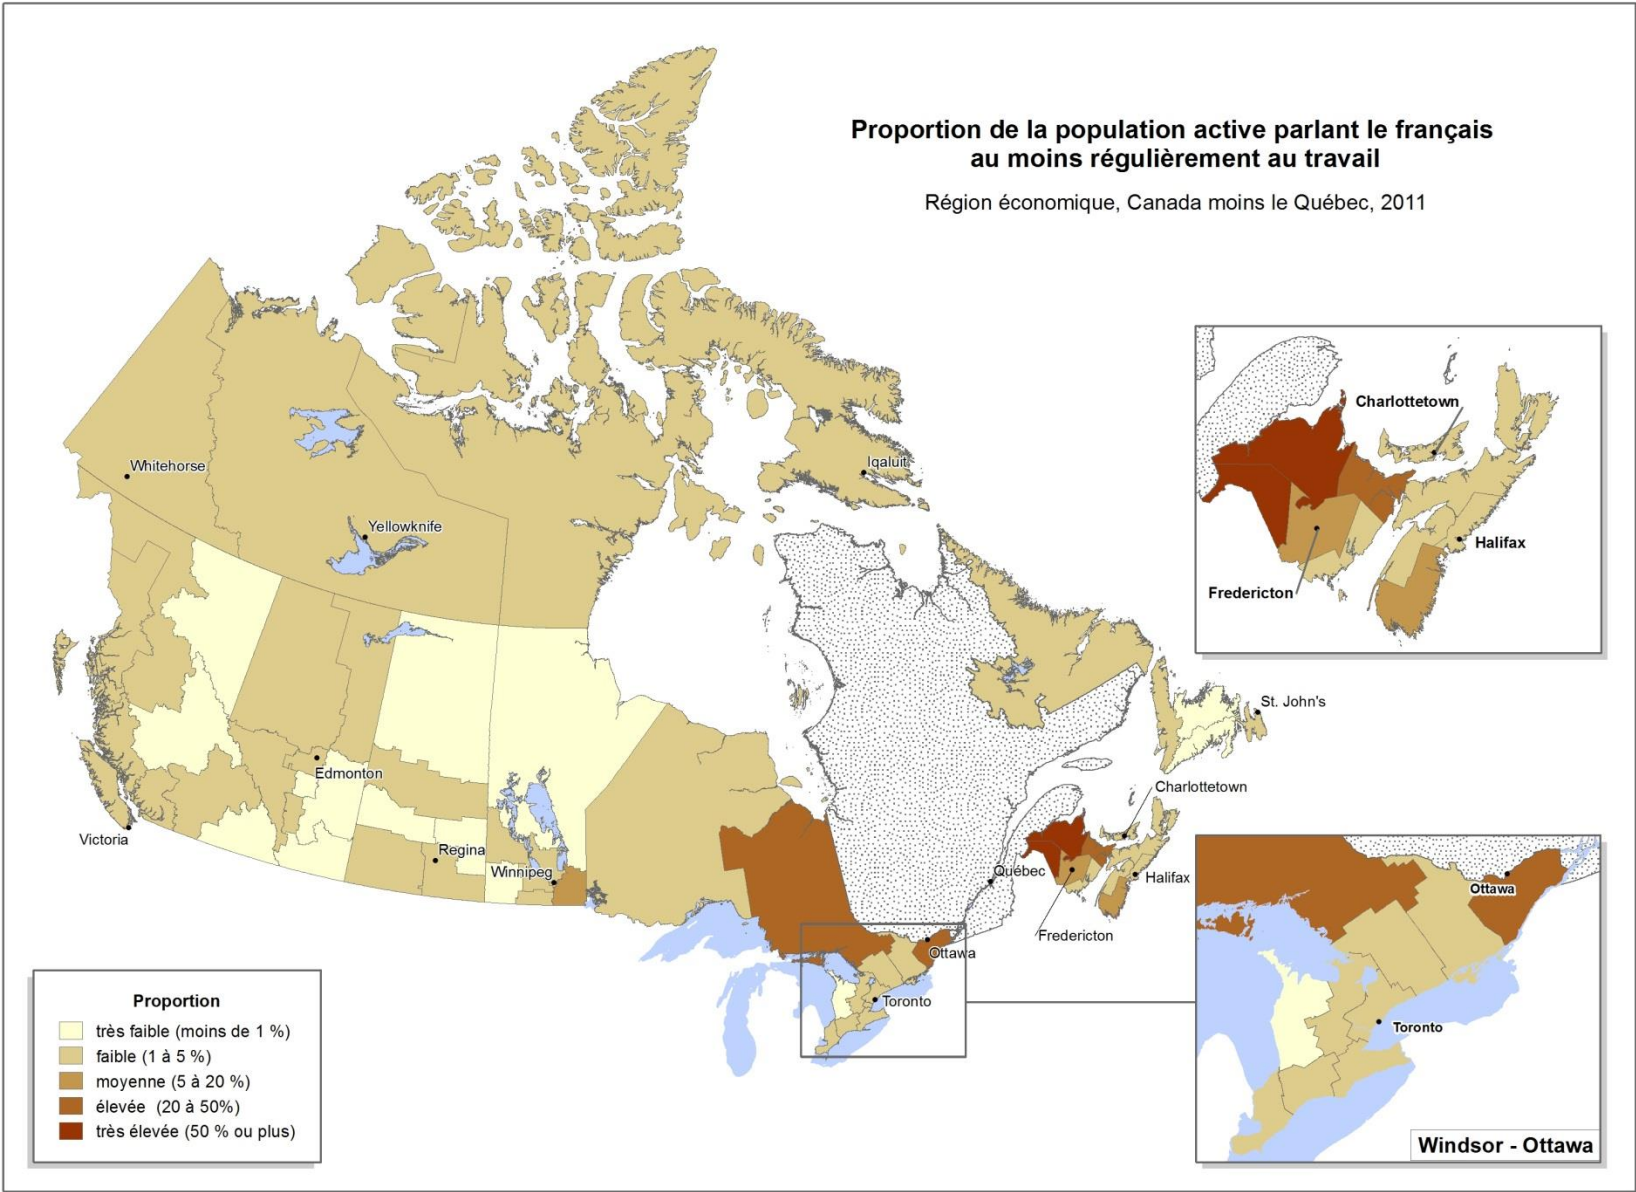 Proportion de la population active parlant le français
au moins régulièrement au travail
Région économique, Canada moins le Québec, 2011
Charlottetown
Halifax
Fredericton
Whitehorse
Iqaluit
Yellowknife
St. John's
Edmonton
Charlottetown
Victoria
Regina
Winnipeg
Québec
Halifax
Fredericton
Ottawa
Toronto
Ottawa
Toronto
Windsor - Ottawa
Proportion
très faible (moins de 1 %)
faible (1 à 5 %)
moyenne (5 à 20 %)
élevée (20 à 50%)
très élevée (50 % ou plus)